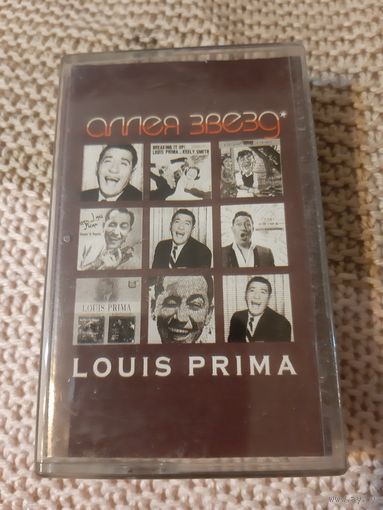 аллея звезд*
BREAKING IT UP!
LOUIS PRIMA KEELY SMITH
LOUIS PRIMA
LOUIS PRIMA